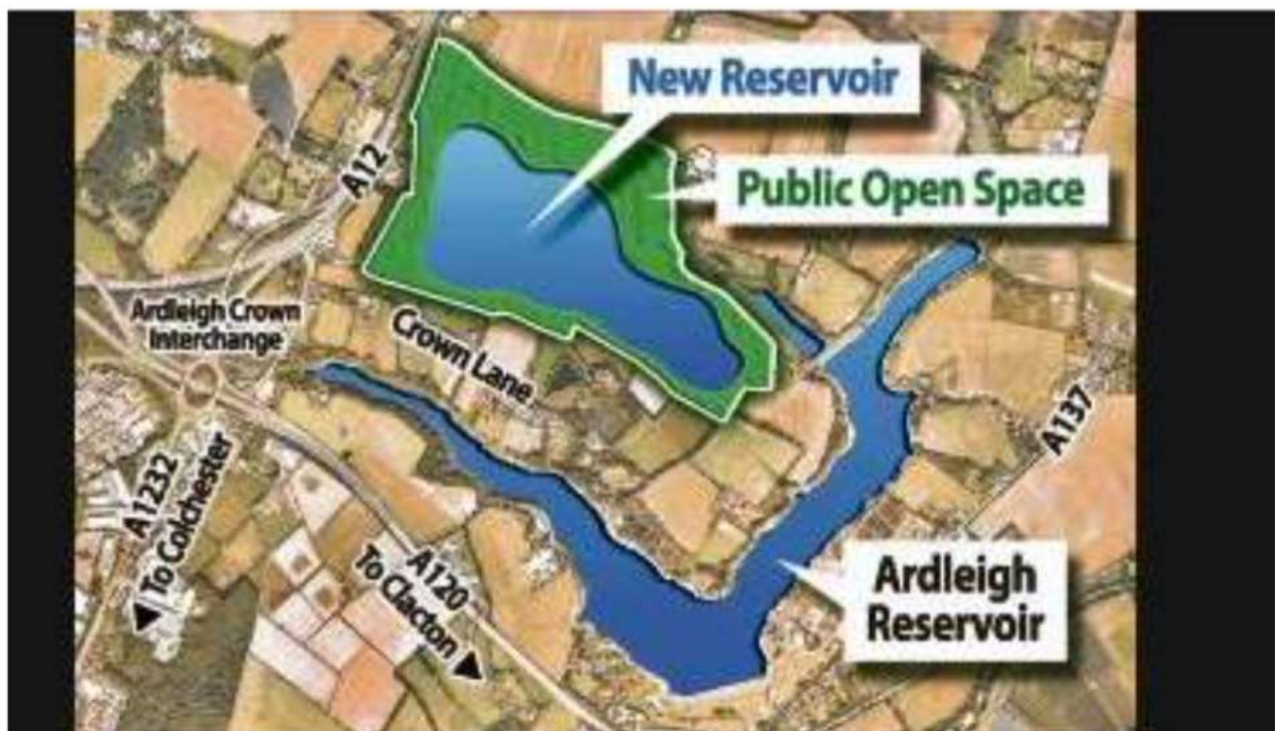 New Reservoir
A12
Public Open Space
Ardleigh Crown
Interchange
Crown Lane
A137
A1232
◀ To Colchester
A120
To Clacton ▶
Ardleigh
Reservoir